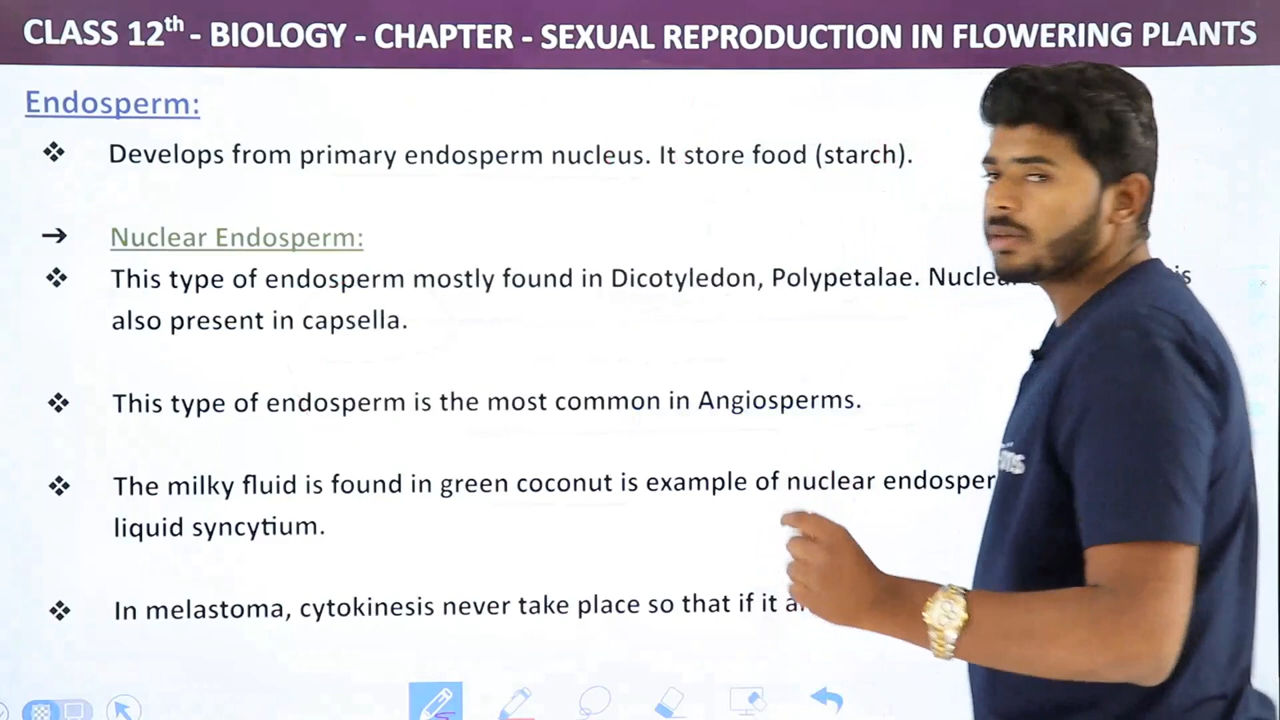 CLASS 12th - BIOLOGY - CHAPTER - SEXUAL REPRODUCTION IN FLOWERING PLANTS
Endosperm:
❖ Develops from primary endosperm nucleus. It store food (starch).
→ Nuclear Endosperm:
❖ This type of endosperm mostly found in Dicotyledon, Polypetalae. Nuclear is
also present in capsella.
❖ This type of endosperm is the most common in Angiosperms.
❖ The milky fluid is found in green coconut is example of nuclear endosper
liquid syncytium.
❖ In melastoma, cytokinesis never take place so that if it